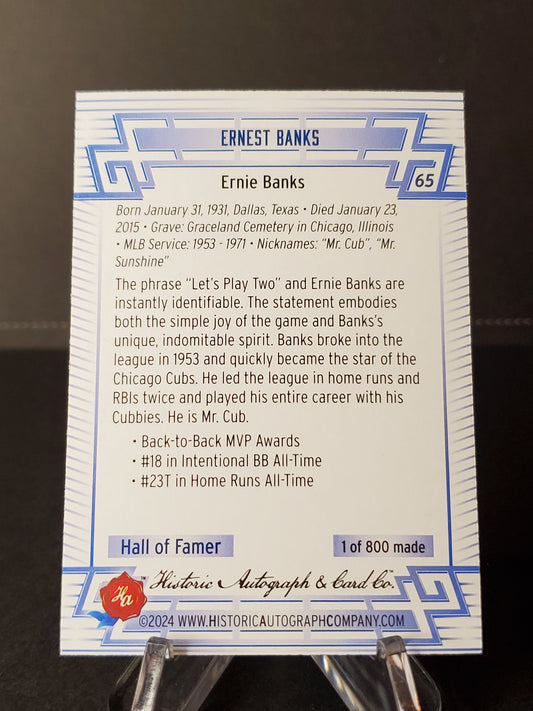 ERNEST BANKS
Ernie Banks
65
Born January 31, 1931, Dallas, Texas • Died January 23,
2015 • Grave: Graceland Cemetery in Chicago, Illinois
• MLB Service: 1953 - 1971 • Nicknames: “Mr. Cub”, “Mr.
Sunshine”
The phrase “Let’s Play Two” and Ernie Banks are
instantly identifiable. The statement embodies
both the simple joy of the game and Banks’s
unique, indomitable spirit. Banks broke into the
league in 1953 and quickly became the star of the
Chicago Cubs. He led the league in home runs and
RBIs twice and played his entire career with his
Cubbies. He is Mr. Cub.
• Back-to-Back MVP Awards
• #18 in Intentional BB All-Time
• #23T in Home Runs All-Time
Hall of Famer
1 of 800 made
Ha
Historic Autograph & Card Co.™
©2024 WWW.HISTORICAUTOGRAPHCOMPANY.COM